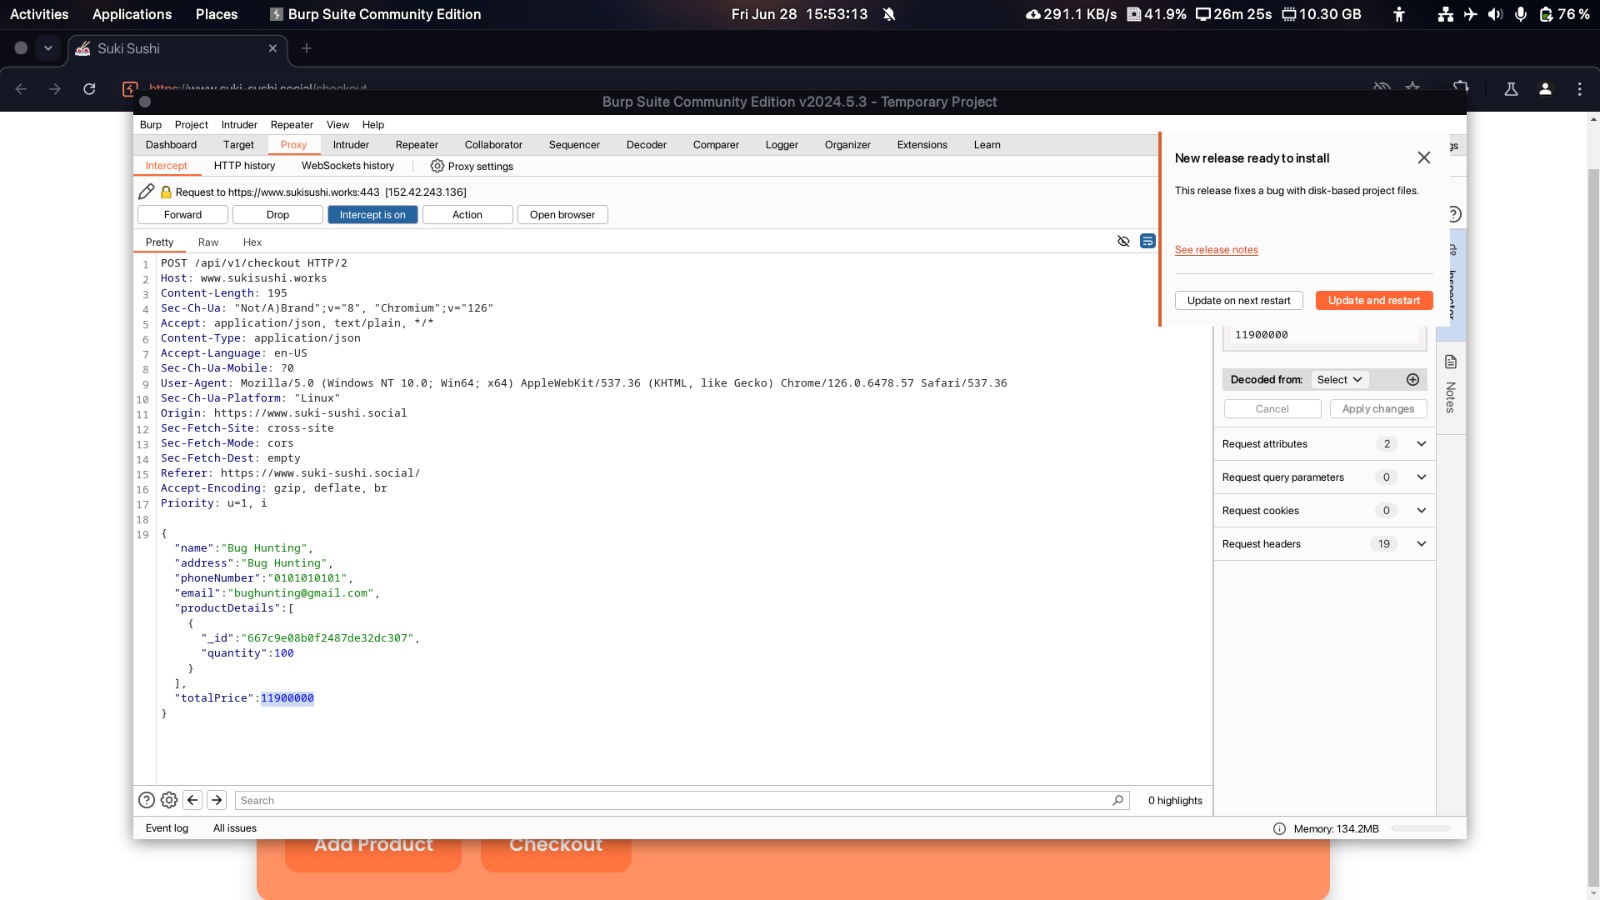 Activities Applications Places Burp Suite Community Edition Fri Jun 28 15:53:13 291.1 KB/s 41.9% 26m 25s 10.30 GB 76 %
Suki Sushi
https://www.suki-sushi.social/checkout
Burp Suite Community Edition v2024.5.3 - Temporary Project
Burp Project Intruder Repeater View Help
Dashboard Target Proxy Intruder Repeater Collaborator Sequencer Decoder Comparer Logger Organizer Extensions Learn
Intercept HTTP history WebSockets history Proxy settings
Request to https://www.sukisushi.works:443 [152.42.243.136]
Forward Drop Intercept is on Action Open browser
Pretty Raw Hex
1 POST /api/v1/checkout HTTP/2
2 Host: www.sukisushi.works
3 Content-Length: 195
4 Sec-Ch-Ua: "Not/A)Brand";v="8", "Chromium";v="126"
5 Accept: application/json, text/plain, */*
6 Content-Type: application/json
7 Accept-Language: en-US
8 Sec-Ch-Ua-Mobile: ?0
9 User-Agent: Mozilla/5.0 (Windows NT 10.0; Win64; x64) AppleWebKit/537.36 (KHTML, like Gecko) Chrome/126.0.6478.57 Safari/537.36
10 Sec-Ch-Ua-Platform: "Linux"
11 Origin: https://www.suki-sushi.social
12 Sec-Fetch-Site: cross-site
13 Sec-Fetch-Mode: cors
14 Sec-Fetch-Dest: empty
15 Referer: https://www.suki-sushi.social/
16 Accept-Encoding: gzip, deflate, br
17 Priority: u=1, i
18
19 {
"name":"Bug Hunting",
"address":"Bug Hunting",
"phoneNumber":"0101010101",
"email":"bughunting@gmail.com",
"productDetails":[
{
"_id":"667c9e08b0f2487de32dc307",
"quantity":100
}
],
"totalPrice":11900000
}
New release ready to install
This release fixes a bug with disk-based project files.
See release notes
Update on next restart Update and restart
11900000
Decoded from: Select
Cancel Apply changes
Request attributes 2
Request query parameters 0
Request cookies 0
Request headers 19
Notes
Search 0 highlights
Event log All issues Memory: 134.2MB
Add Product Checkout